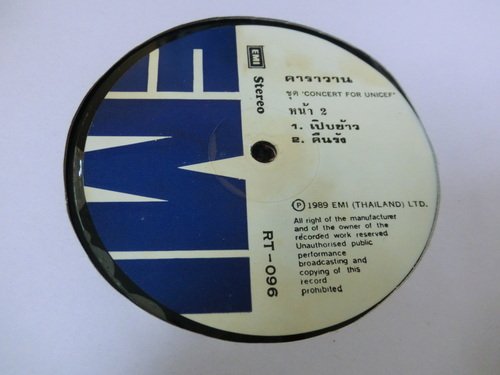 EMI
EMI
Stereo
คาราวาน
ชุด "CONCERT FOR UNICEF"
หน้า 2
1. เปิบข้าว
2. คืนรัง
Ⓟ 1989 EMI (THAILAND) LTD.
All right of the manufacturer
and of the owner of the
recorded work reserved
Unauthorised public
performance
broadcasting and
copying of this
record
prohibited
RT-096